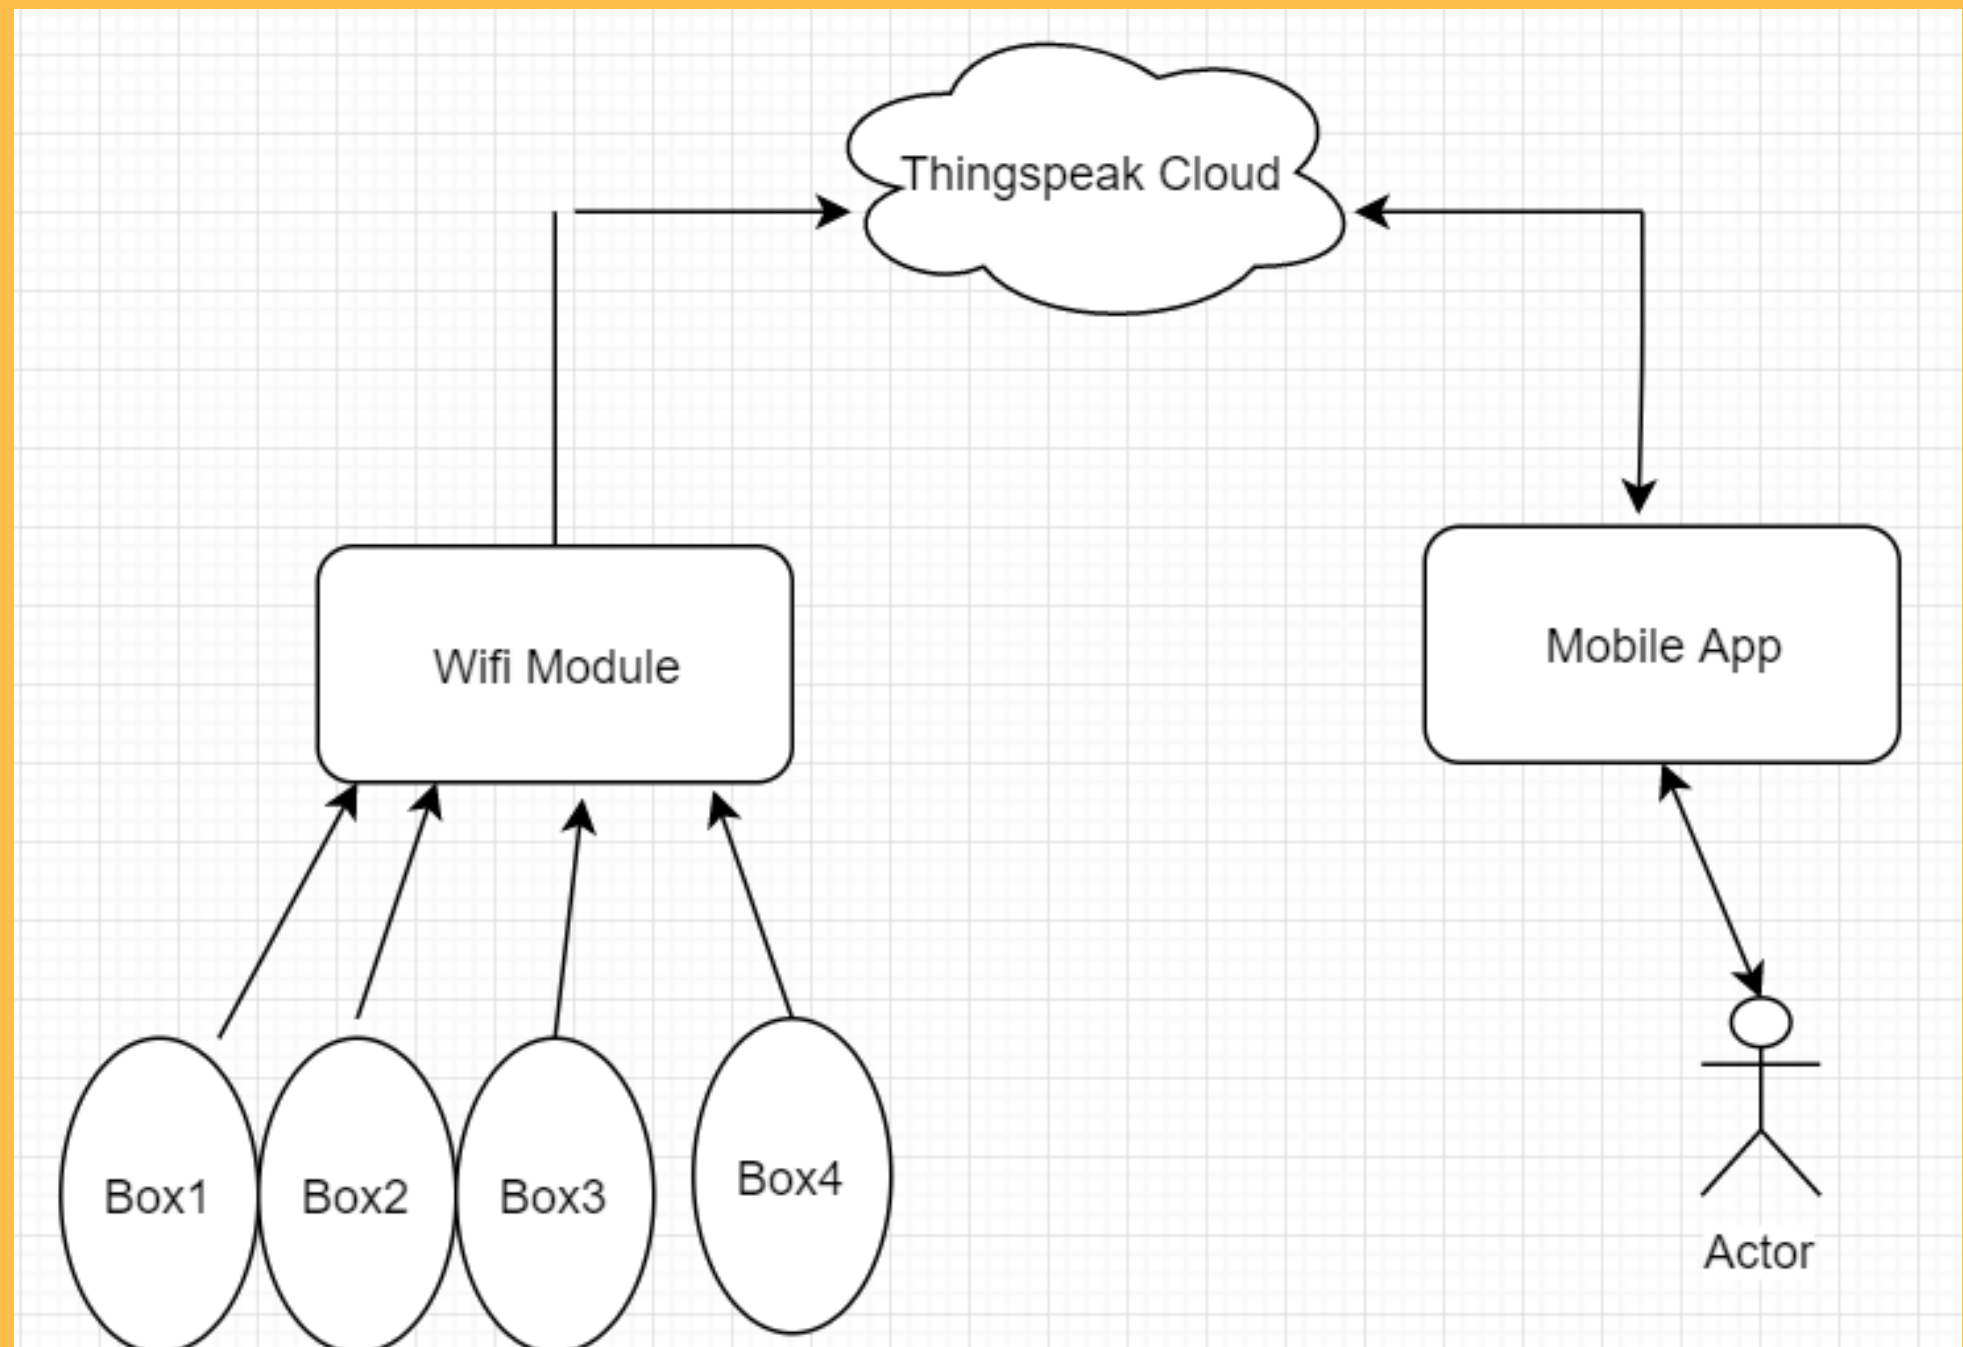 Thingspeak Cloud
Wifi Module
Mobile App
Box1
Box2
Box3
Box4
Actor